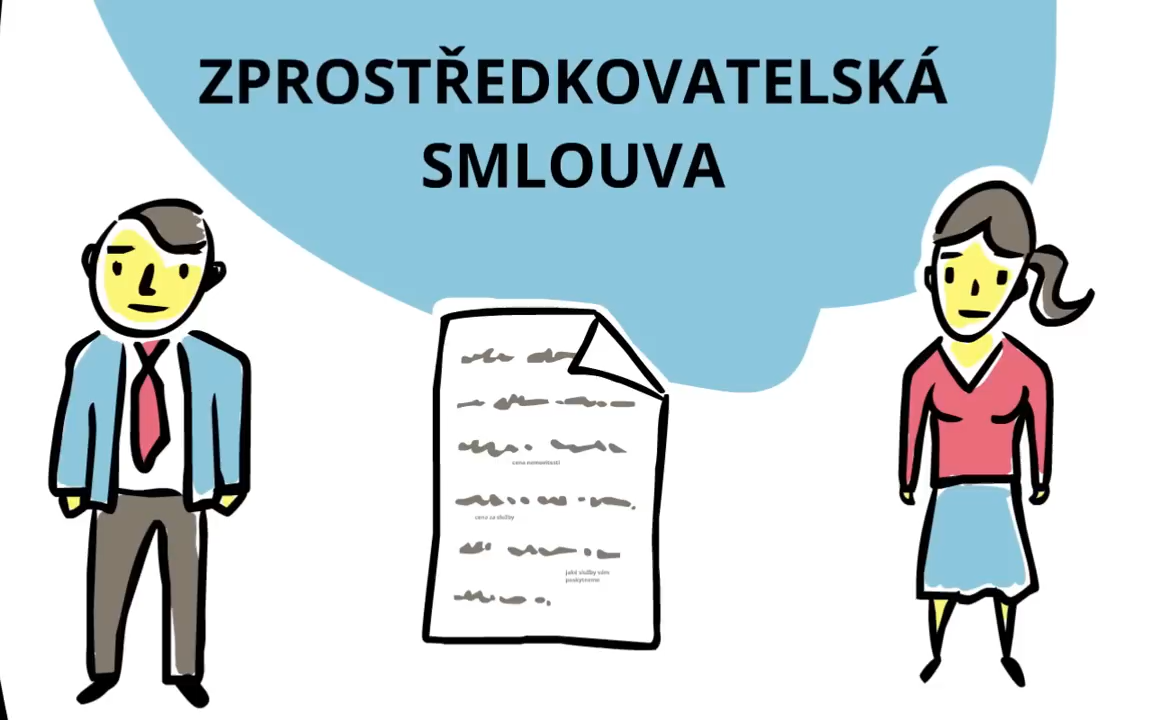 ZPROSTŘEDKOVATELSKÁ
SMLOUVA
cena nemovitosti
cena za služby
jaké služby vám
poskytneme